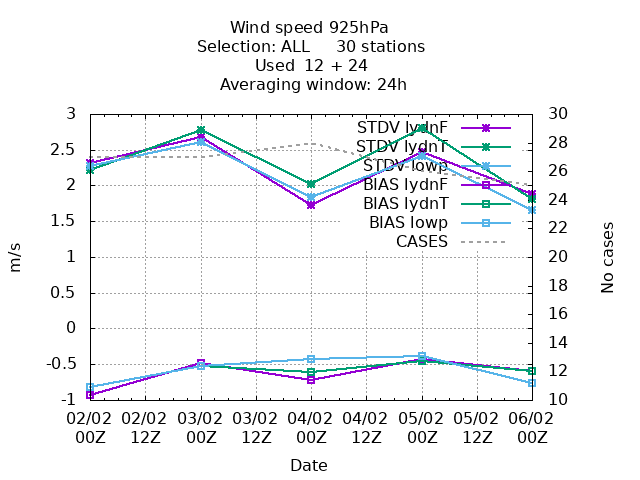 Wind speed 925hPa
Selection: ALL 30 stations
Used 12 + 24
Averaging window: 24h
3
2.5
2
1.5
1
0.5
0
-0.5
-1
m/s
30
28
26
24
22
20
18
16
14
12
10
No cases
STDV lydnF
STDV lydnT
STDV lowp
BIAS lydnF
BIAS lydnT
BIAS lowp
CASES
02/02 02/02 03/02 03/02 04/02 04/02 05/02 05/02 06/02
00Z 12Z 00Z 12Z 00Z 12Z 00Z 12Z 00Z
Date